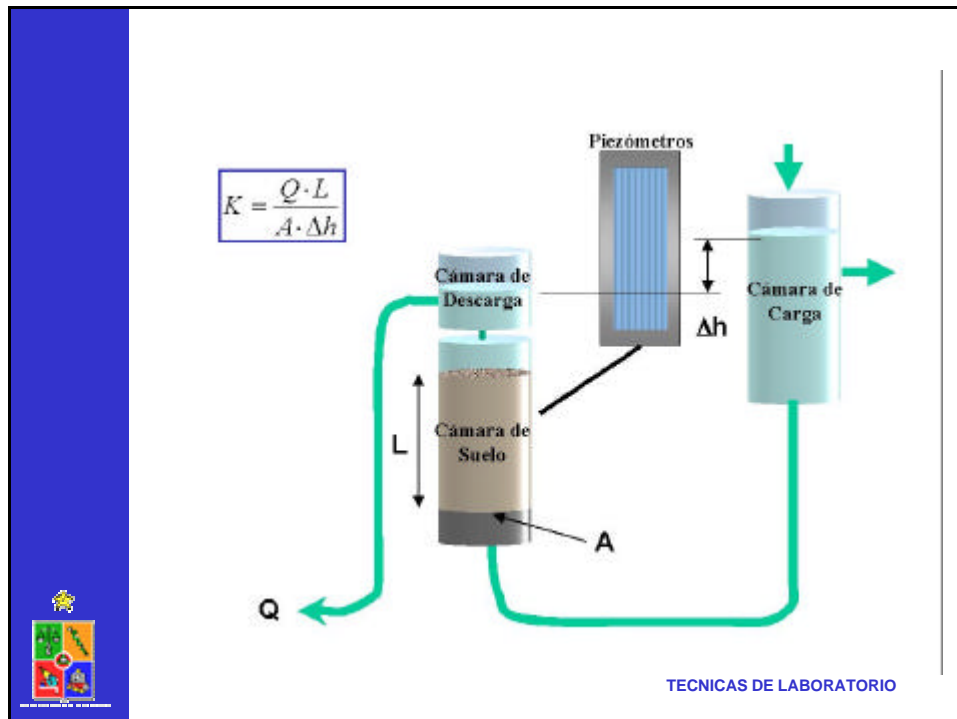 Piezómetros
K = Q · L / A · Δh
Cámara de
Descarga
Cámara de
Carga
Δh
Cámara de
Suelo
L
A
Q
TECNICAS DE LABORATORIO